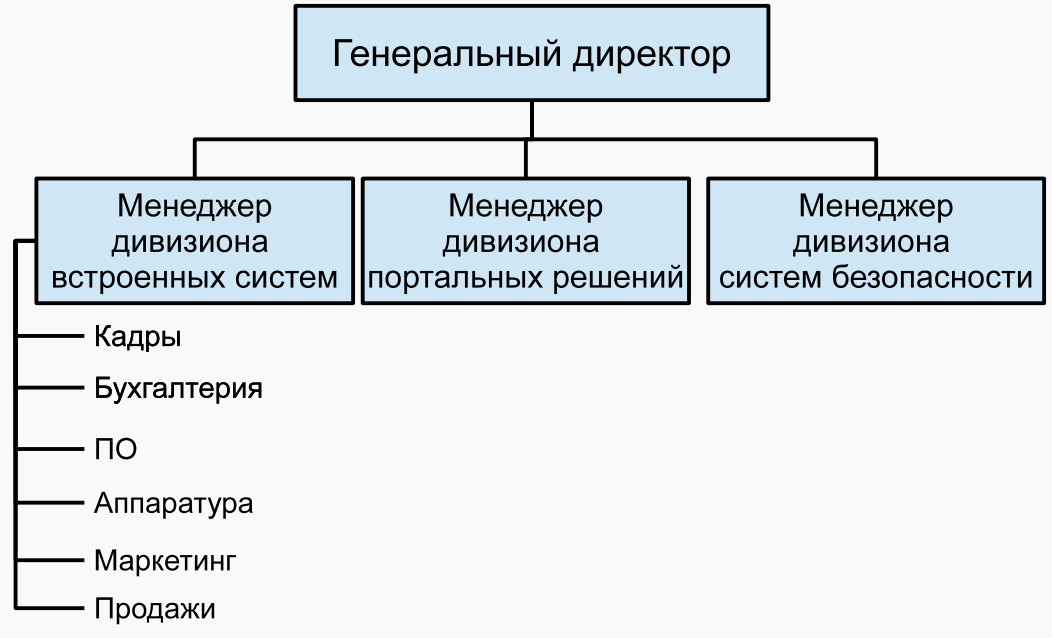 Генеральный директор
Менеджер
дивизиона
встроенных систем
Менеджер
дивизиона
портальных решений
Менеджер
дивизиона
систем безопасности
Кадры
Бухгалтерия
ПО
Аппаратура
Маркетинг
Продажи